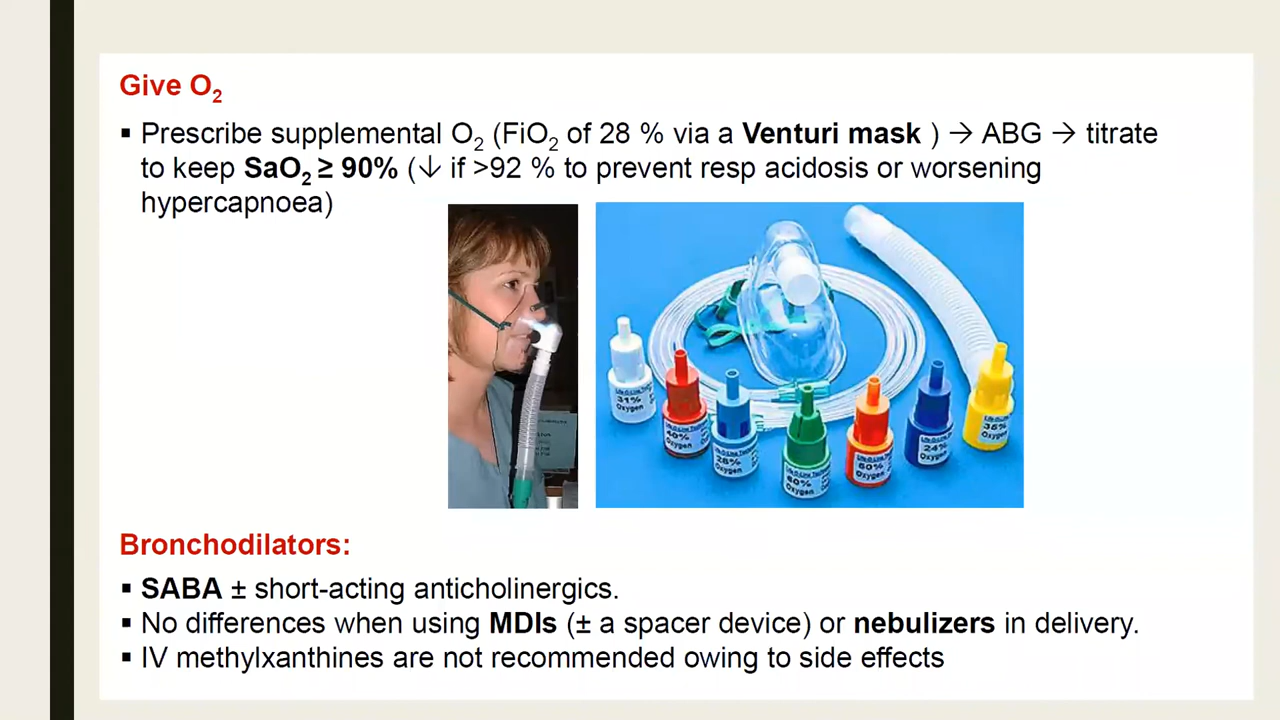 Give O₂
▪ Prescribe supplemental O₂ (FiO₂ of 28 % via a Venturi mask ) → ABG → titrate
to keep SaO₂ ≥ 90% (↓ if >92 % to prevent resp acidosis or worsening
hypercapnoea)
31%
Oxygen
40%
Oxygen
28%
Oxygen
60%
Oxygen
50%
Oxygen
24%
Oxygen
36%
Oxygen
Bronchodilators:
▪ SABA ± short-acting anticholinergics.
▪ No differences when using MDIs (± a spacer device) or nebulizers in delivery.
▪ IV methylxanthines are not recommended owing to side effects